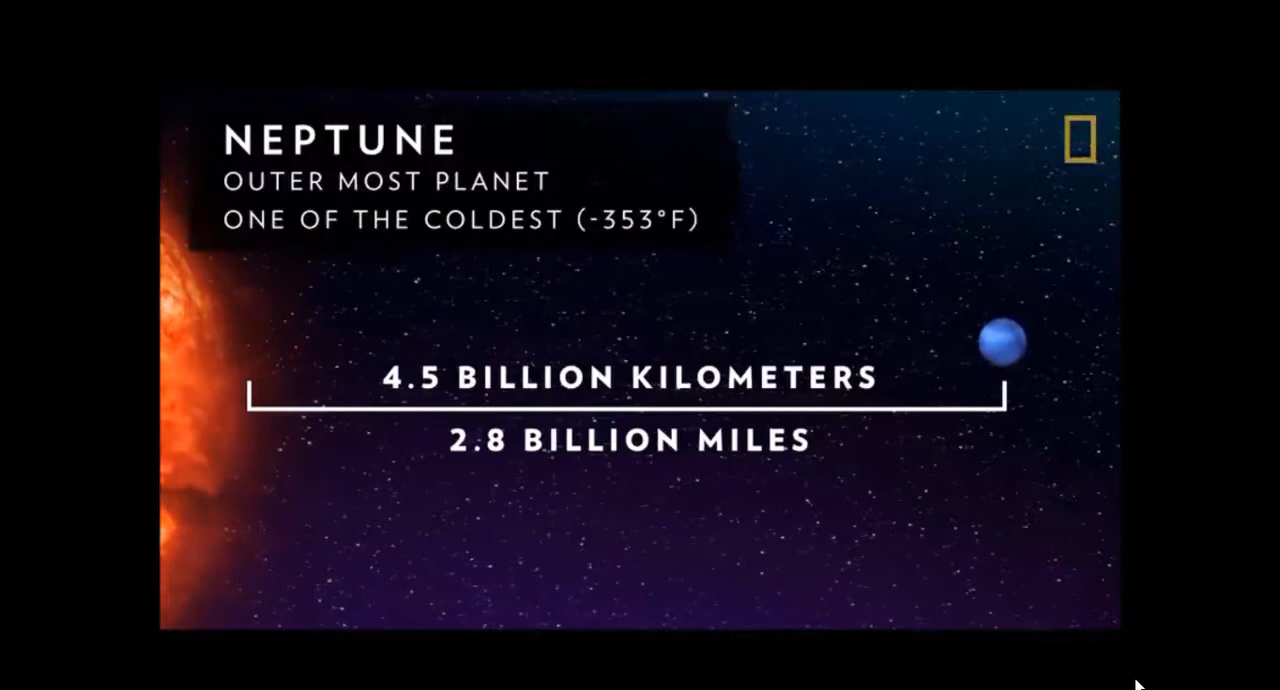 NEPTUNE
OUTER MOST PLANET
ONE OF THE COLDEST (-353°F)
4.5 BILLION KILOMETERS
2.8 BILLION MILES